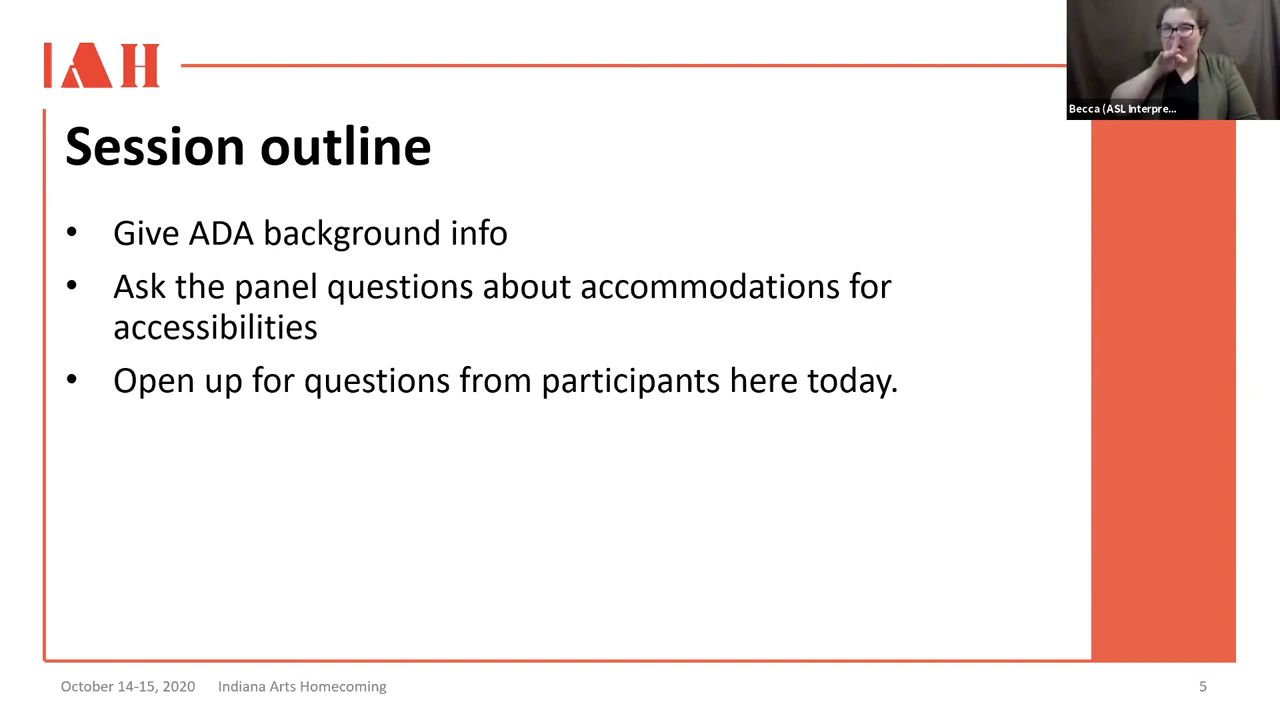 IAH
Becca (ASL Interpre...
Session outline
• Give ADA background info
• Ask the panel questions about accommodations for
accessibilities
• Open up for questions from participants here today.
October 14-15, 2020 Indiana Arts Homecoming 5